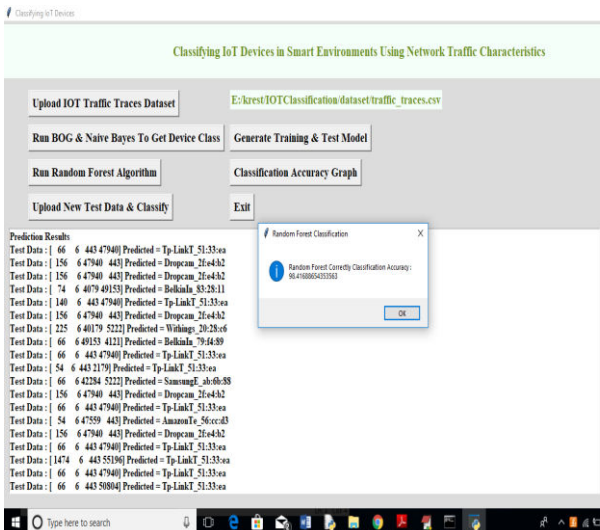 Classifying IoT Devices
Classifying IoT Devices in Smart Environments Using Network Traffic Characteristics
Upload IOT Traffic Traces Dataset
E:/krest/IOTClassification/dataset/traffic_traces.csv
Run BOG & Naive Bayes To Get Device Class
Generate Training & Test Model
Run Random Forest Algorithm
Classification Accuracy Graph
Upload New Test Data & Classify
Exit
Random Forest Classification
X
Random Forest Correctly Classification Accuracy :
98.41688654353563
OK
Prediction Results
Test Data : [ 66 6 443 47940] Predicted = Tp-LinkT_51:33:ea
Test Data : [ 156 6 47940 443] Predicted = Dropcam_2f:e4:b2
Test Data : [ 156 6 47940 443] Predicted = Dropcam_2f:e4:b2
Test Data : [ 74 6 4079 49153] Predicted = BelkinIn_83:28:11
Test Data : [ 140 6 443 47940] Predicted = Tp-LinkT_51:33:ea
Test Data : [ 156 6 47940 443] Predicted = Dropcam_2f:e4:b2
Test Data : [ 225 6 40179 5222] Predicted = Withings_20:28:c6
Test Data : [ 66 6 49153 4121] Predicted = BelkinIn_79:f4:89
Test Data : [ 66 6 443 47940] Predicted = Tp-LinkT_51:33:ea
Test Data : [ 54 6 443 2179] Predicted = Tp-LinkT_51:33:ea
Test Data : [ 66 6 42284 5222] Predicted = SamsungE_ab:6b:88
Test Data : [ 156 6 47940 443] Predicted = Dropcam_2f:e4:b2
Test Data : [ 66 6 443 47940] Predicted = Tp-LinkT_51:33:ea
Test Data : [ 54 6 47559 443] Predicted = AmazonTe_56:cc:d3
Test Data : [ 156 6 47940 443] Predicted = Dropcam_2f:e4:b2
Test Data : [ 66 6 443 47940] Predicted = Tp-LinkT_51:33:ea
Test Data : [1474 6 443 55196] Predicted = Tp-LinkT_51:33:ea
Test Data : [ 66 6 443 47940] Predicted = Tp-LinkT_51:33:ea
Test Data : [ 66 6 443 50804] Predicted = Tp-LinkT_51:33:ea
Type here to search